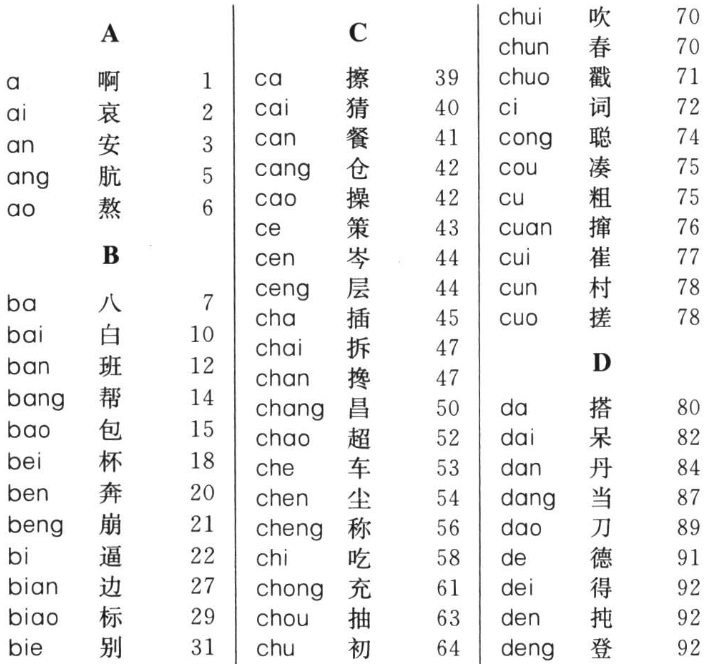 A
a 啊 1
ai 哀 2
an 安 3
ang 肮 5
ao 熬 6
B
ba 八 7
bai 白 10
ban 班 12
bang 帮 14
bao 包 15
bei 杯 18
ben 奔 20
beng 崩 21
bi 逼 22
bian 边 27
biao 标 29
bie 别 31
C
ca 擦 39
cai 猜 40
can 餐 41
cang 仓 42
cao 操 42
ce 策 43
cen 岑 44
ceng 层 44
cha 插 45
chai 拆 47
chan 搀 47
chang 昌 50
chao 超 52
che 车 53
chen 尘 54
cheng 称 56
chi 吃 58
chong 充 61
chou 抽 63
chu 初 64
chui 吹 70
chun 春 70
chuo 戳 71
ci 词 72
cong 聪 74
cou 凑 75
cu 粗 75
cuan 撺 76
cui 崔 77
cun 村 78
cuo 搓 78
D
da 搭 80
dai 呆 82
dan 丹 84
dang 当 87
dao 刀 89
de 德 91
dei 得 92
den 扽 92
deng 登 92